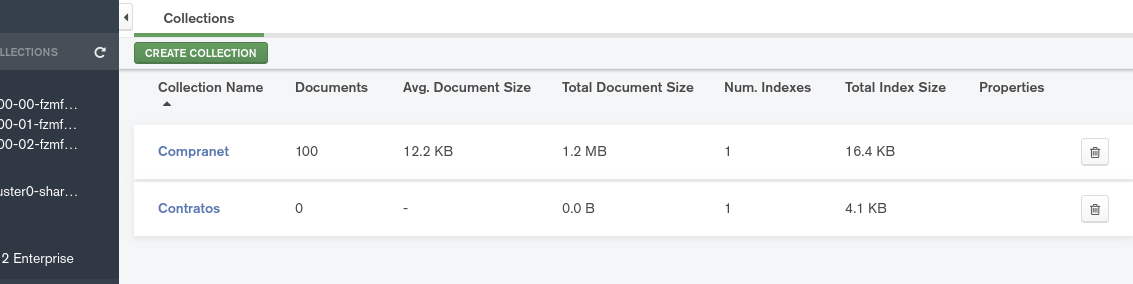 Collections
LLECTIONS
CREATE COLLECTION
Collection Name Documents Avg. Document Size Total Document Size Num. Indexes Total Index Size Properties
00-00-fzmf...
00-01-fzmf...
00-02-fzmf...
Compranet 100 12.2 KB 1.2 MB 1 16.4 KB
uster0-shar...
Contratos 0 - 0.0 B 1 4.1 KB
2 Enterprise